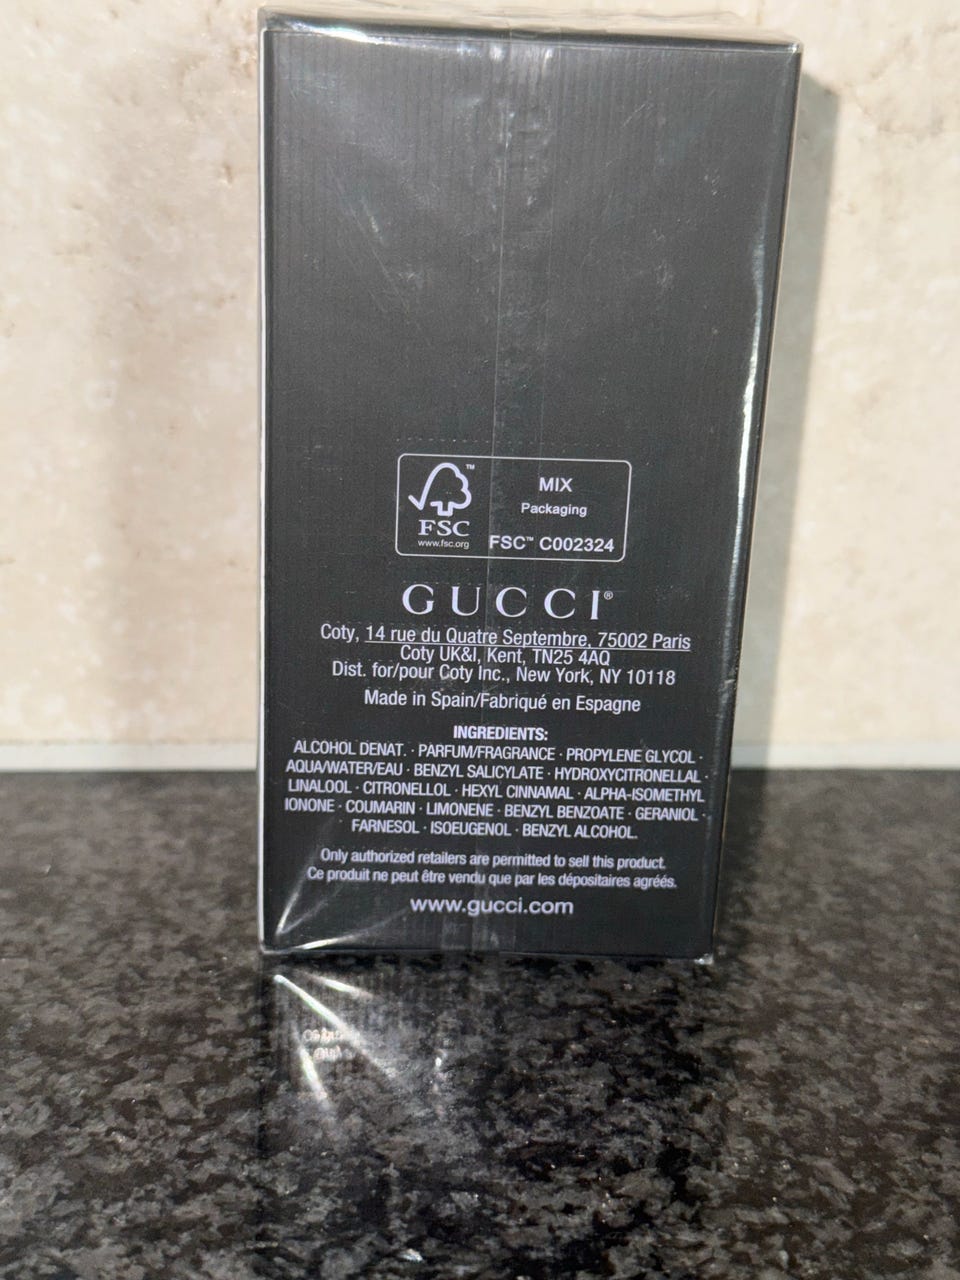 FSC™
www.fsc.org
MIX
Packaging
FSC™ C002324
GUCCI®
Coty, 14 rue du Quatre Septembre, 75002 Paris
Coty UK&I, Kent, TN25 4AQ
Dist. for/pour Coty Inc., New York, NY 10118
Made in Spain/Fabriqué en Espagne
INGREDIENTS:
ALCOHOL DENAT. · PARFUM/FRAGRANCE · PROPYLENE GLYCOL ·
AQUA/WATER/EAU · BENZYL SALICYLATE · HYDROXYCITRONELLAL ·
LINALOOL · CITRONELLOL · HEXYL CINNAMAL · ALPHA-ISOMETHYL
IONONE · COUMARIN · LIMONENE · BENZYL BENZOATE · GERANIOL ·
FARNESOL · ISOEUGENOL · BENZYL ALCOHOL.
Only authorized retailers are permitted to sell this product.
Ce produit ne peut être vendu que par les dépositaires agréés.
www.gucci.com